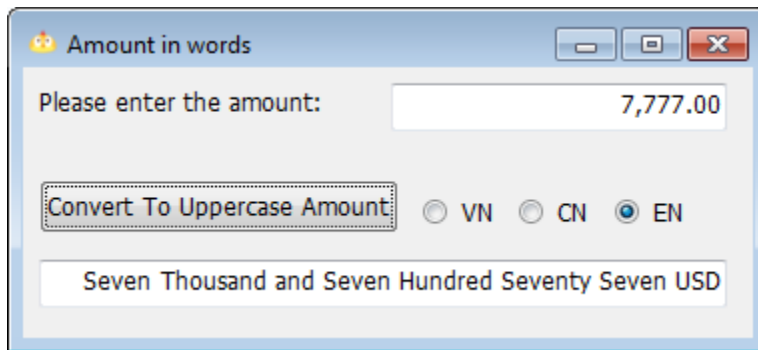 Amount in words
Please enter the amount: 7,777.00
Convert To Uppercase Amount VN CN EN
Seven Thousand and Seven Hundred Seventy Seven USD